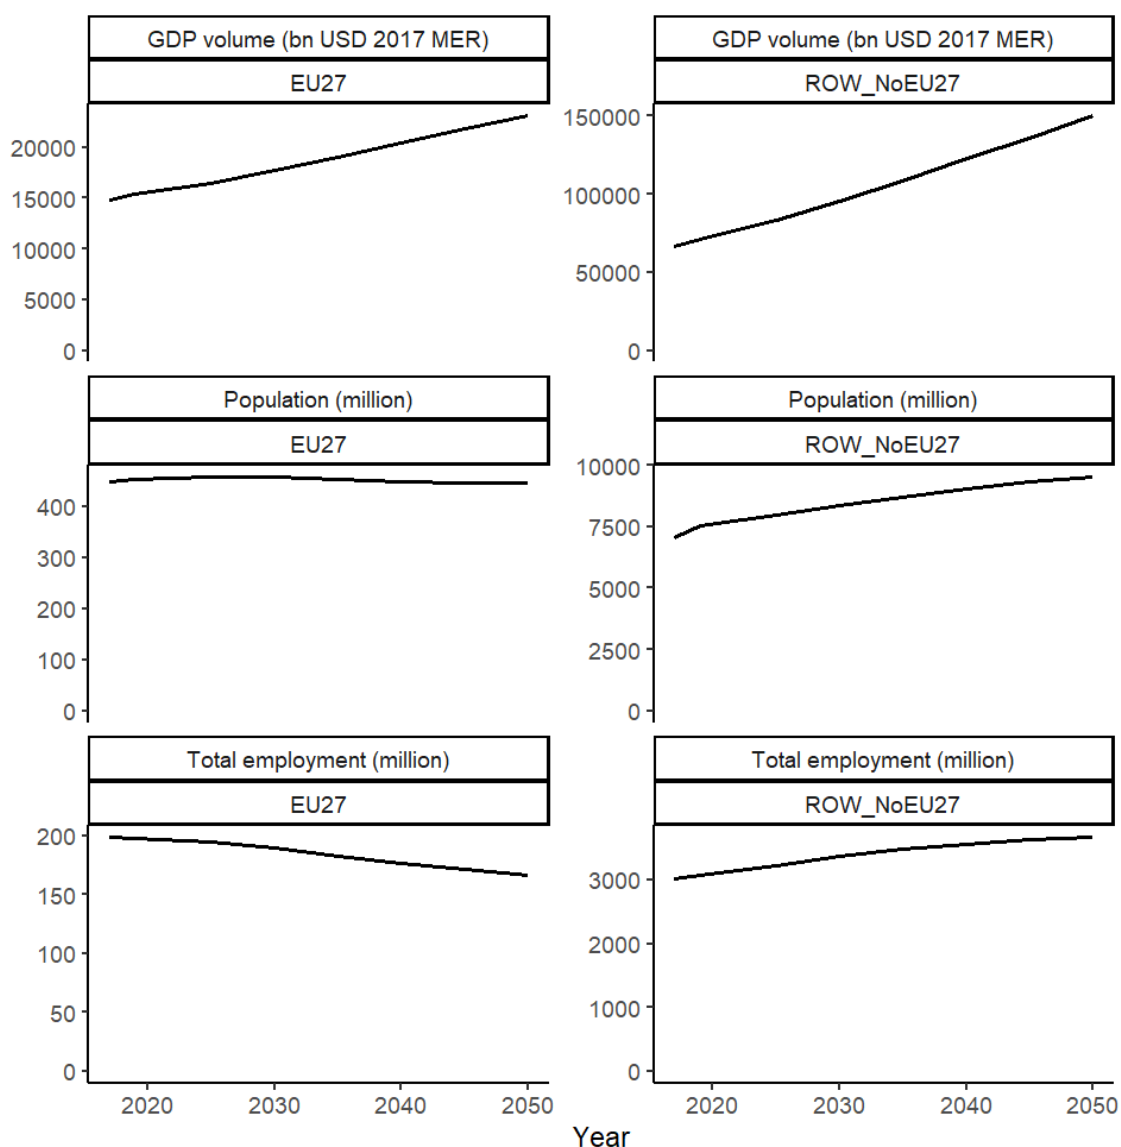 GDP volume (bn USD 2017 MER)
EU27
20000
15000
10000
5000
0
GDP volume (bn USD 2017 MER)
ROW_NoEU27
150000
100000
50000
0
Population (million)
EU27
400
300
200
100
0
Population (million)
ROW_NoEU27
10000
7500
5000
2500
0
Total employment (million)
EU27
200
150
100
50
0
2020 2030 2040 2050
Total employment (million)
ROW_NoEU27
3000
2000
1000
0
2020 2030 2040 2050
Year